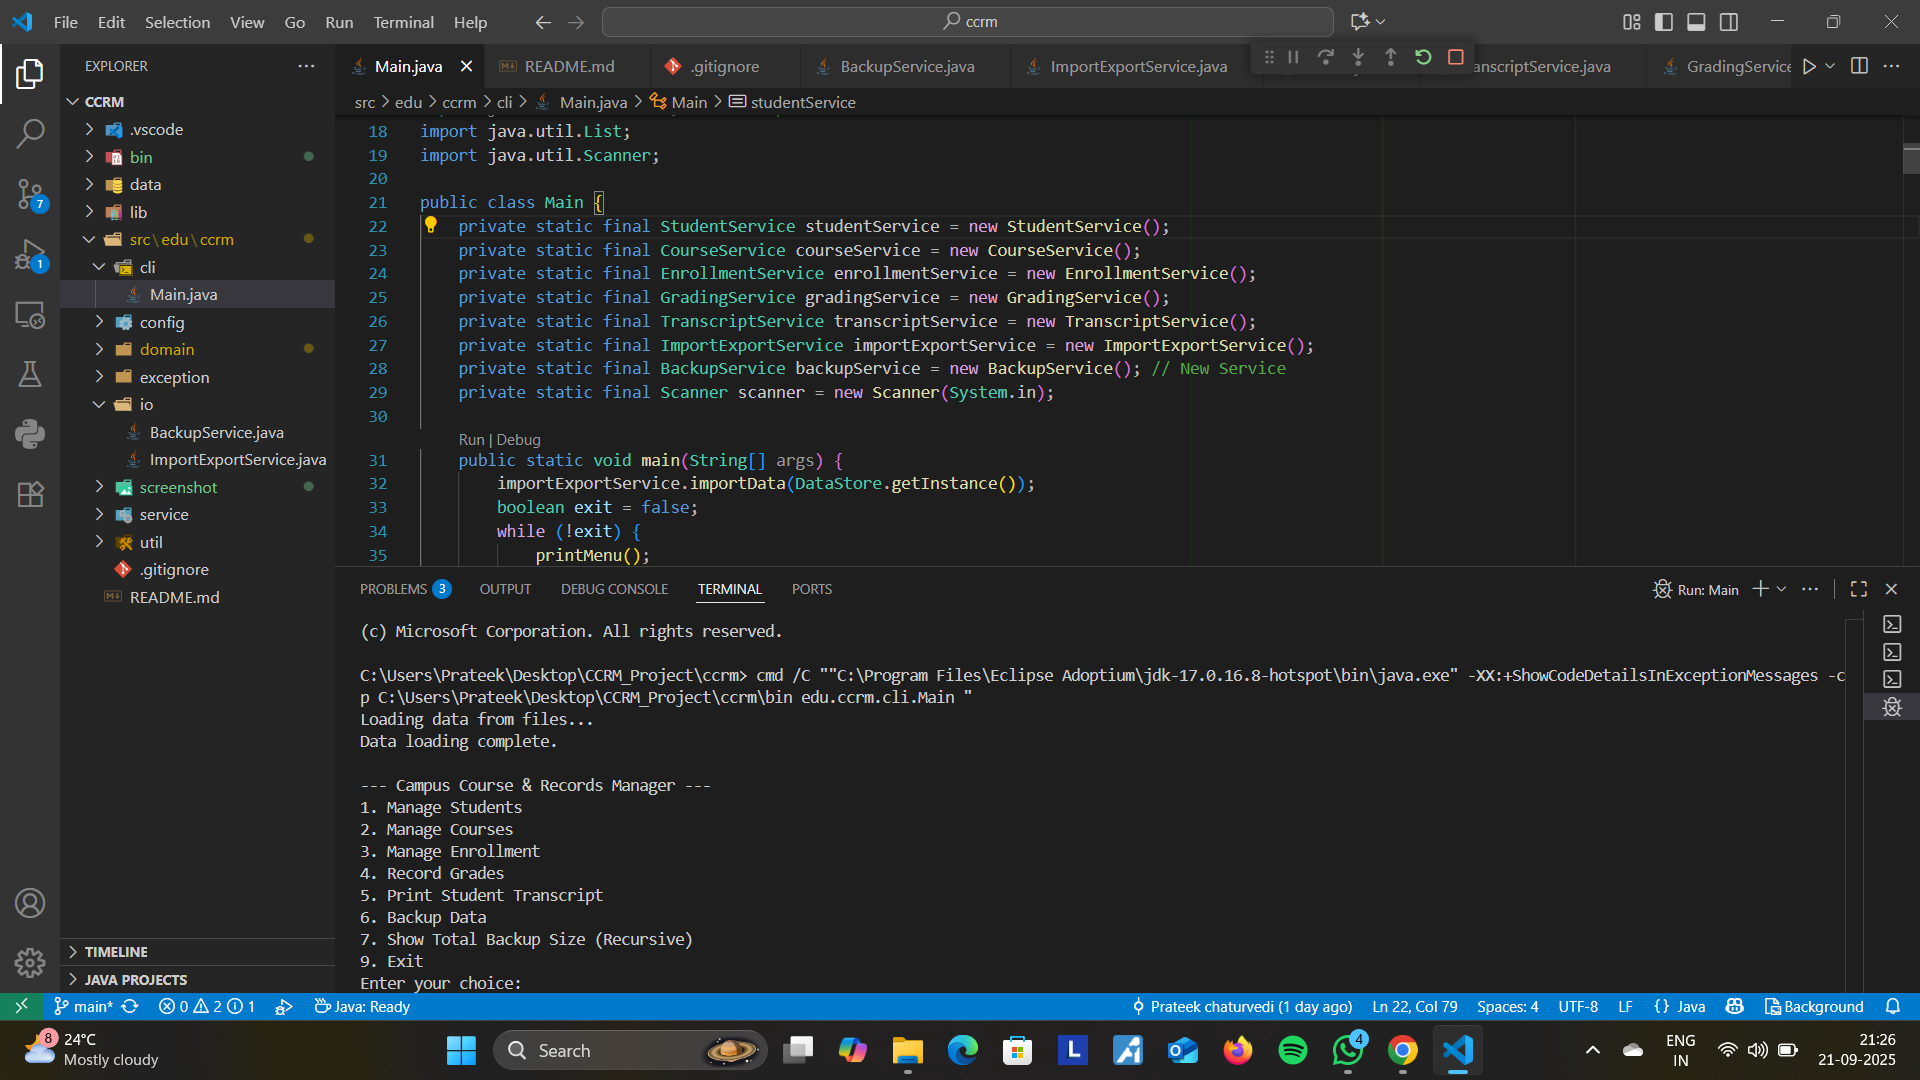 File Edit Selection View Go Run Terminal Help
ccrm
EXPLORER
CCRM
.vscode
bin
data
lib
src\edu\ccrm
cli
Main.java
config
domain
exception
io
BackupService.java
ImportExportService.java
screenshot
service
util
.gitignore
README.md
TIMELINE
JAVA PROJECTS
7
1
Main.java README.md .gitignore BackupService.java ImportExportService.java anscriptService.java GradingService
src > edu > ccrm > cli > Main.java > Main > studentService
18 import java.util.List;
19 import java.util.Scanner;
20
21 public class Main {
22 private static final StudentService studentService = new StudentService();
23 private static final CourseService courseService = new CourseService();
24 private static final EnrollmentService enrollmentService = new EnrollmentService();
25 private static final GradingService gradingService = new GradingService();
26 private static final TranscriptService transcriptService = new TranscriptService();
27 private static final ImportExportService importExportService = new ImportExportService();
28 private static final BackupService backupService = new BackupService(); // New Service
29 private static final Scanner scanner = new Scanner(System.in);
30
Run | Debug
31 public static void main(String[] args) {
32 importExportService.importData(DataStore.getInstance());
33 boolean exit = false;
34 while (!exit) {
35 printMenu();
PROBLEMS 3 OUTPUT DEBUG CONSOLE TERMINAL PORTS
Run: Main
(c) Microsoft Corporation. All rights reserved.
C:\Users\Prateek\Desktop\CCRM_Project\ccrm> cmd /C ""C:\Program Files\Eclipse Adoptium\jdk-17.0.16.8-hotspot\bin\java.exe" -XX:+ShowCodeDetailsInExceptionMessages -c
p C:\Users\Prateek\Desktop\CCRM_Project\ccrm\bin edu.ccrm.cli.Main "
Loading data from files...
Data loading complete.
--- Campus Course & Records Manager ---
1. Manage Students
2. Manage Courses
3. Manage Enrollment
4. Record Grades
5. Print Student Transcript
6. Backup Data
7. Show Total Backup Size (Recursive)
9. Exit
Enter your choice:
main* 0 2 1 Java: Ready Prateek chaturvedi (1 day ago) Ln 22, Col 79 Spaces: 4 UTF-8 LF {} Java Background
8
24°C
Mostly cloudy
Search
L
4
ENG
IN
21:26
21-09-2025